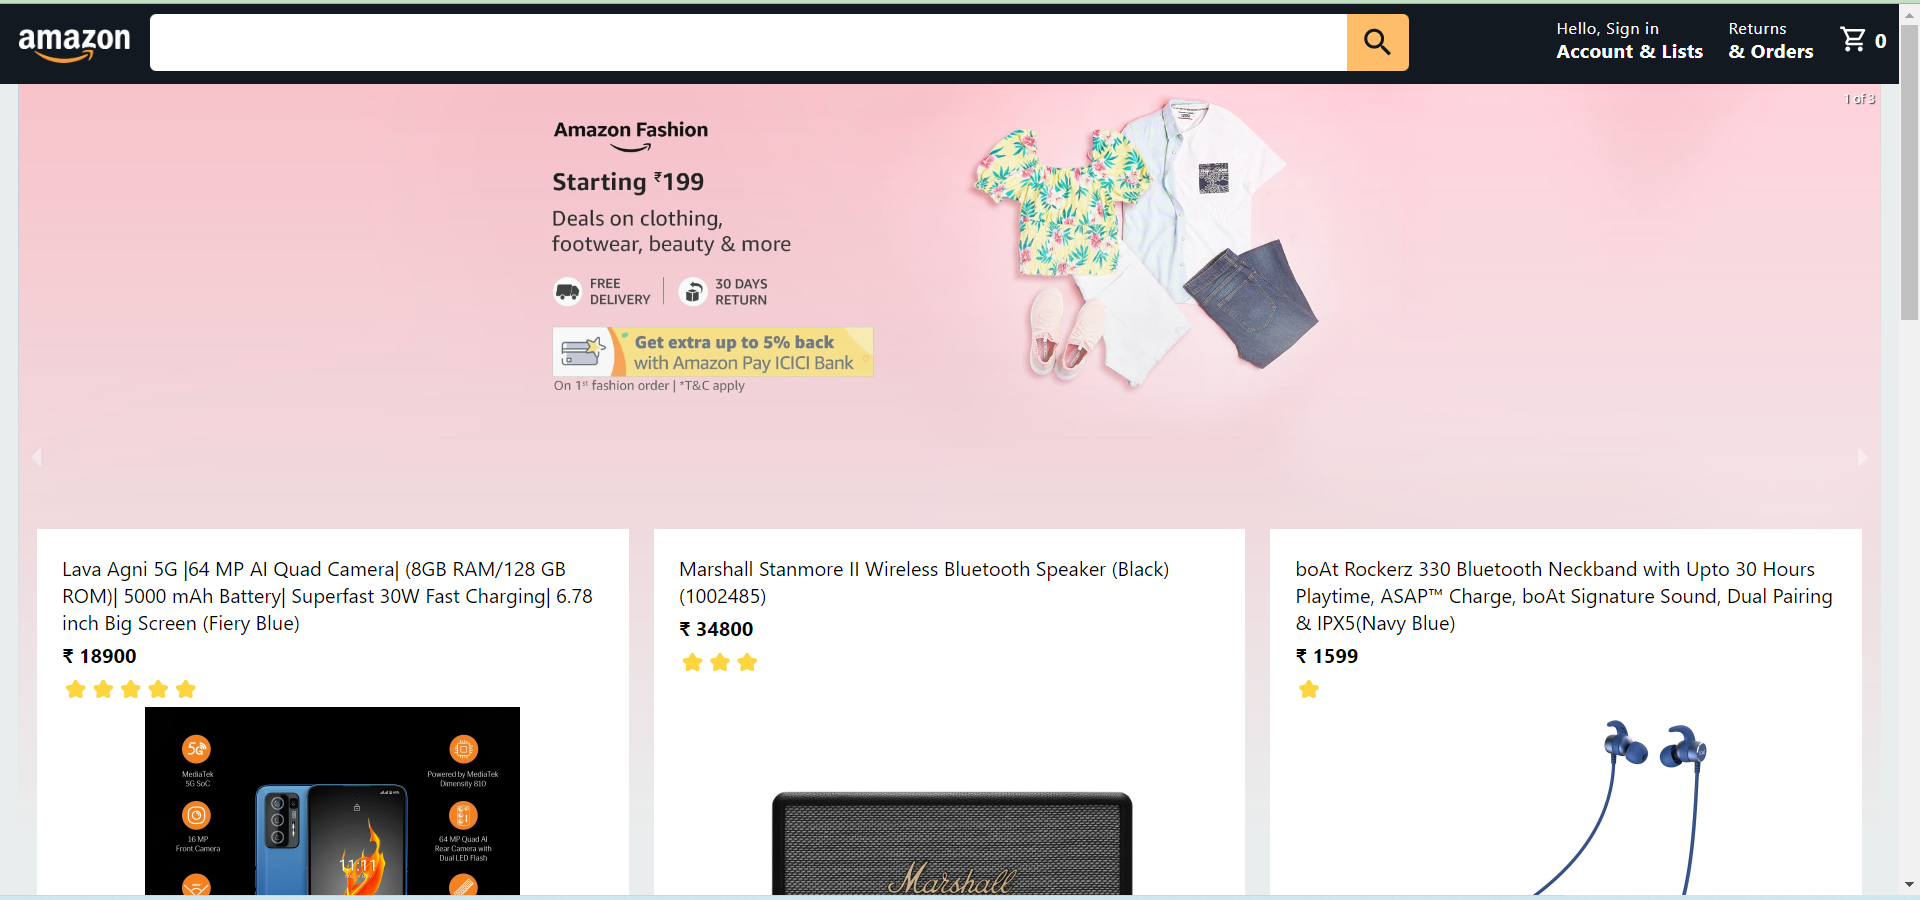 amazon
Hello, Sign in
Account & Lists
Returns
& Orders
0
1 of 3
Amazon Fashion
Starting ₹199
Deals on clothing,
footwear, beauty & more
FREE
DELIVERY
30 DAYS
RETURN
Get extra up to 5% back
with Amazon Pay ICICI Bank
On 1st fashion order | *T&C apply
Lava Agni 5G |64 MP AI Quad Camera| (8GB RAM/128 GB
ROM)| 5000 mAh Battery| Superfast 30W Fast Charging| 6.78
inch Big Screen (Fiery Blue)
₹ 18900
5G
MediaTek
5G SoC
Powered by MediaTek
Dimensity 810
16 MP
Front Camera
64 MP Quad AI
Rear Camera with
Dual LED Flash
11:11
Marshall Stanmore II Wireless Bluetooth Speaker (Black)
(1002485)
₹ 34800
Marshall
boAt Rockerz 330 Bluetooth Neckband with Upto 30 Hours
Playtime, ASAP™ Charge, boAt Signature Sound, Dual Pairing
& IPX5(Navy Blue)
₹ 1599